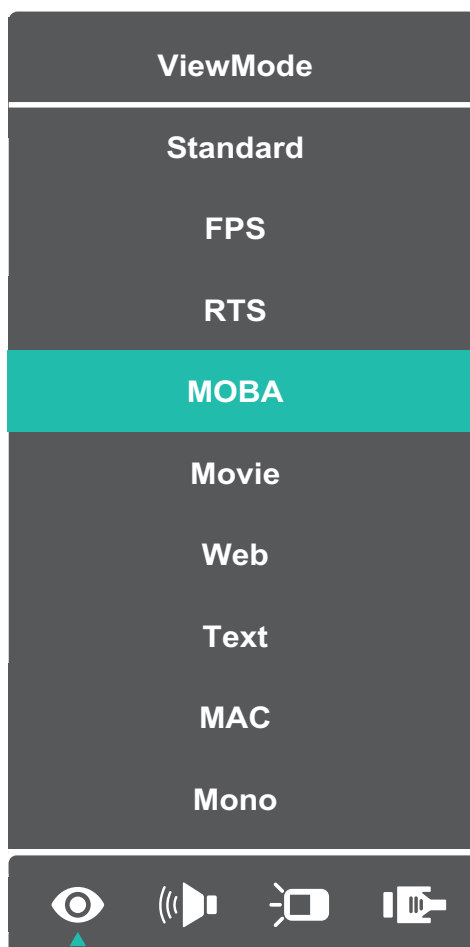 ViewMode
Standard
FPS
RTS
MOBA
Movie
Web
Text
MAC
Mono